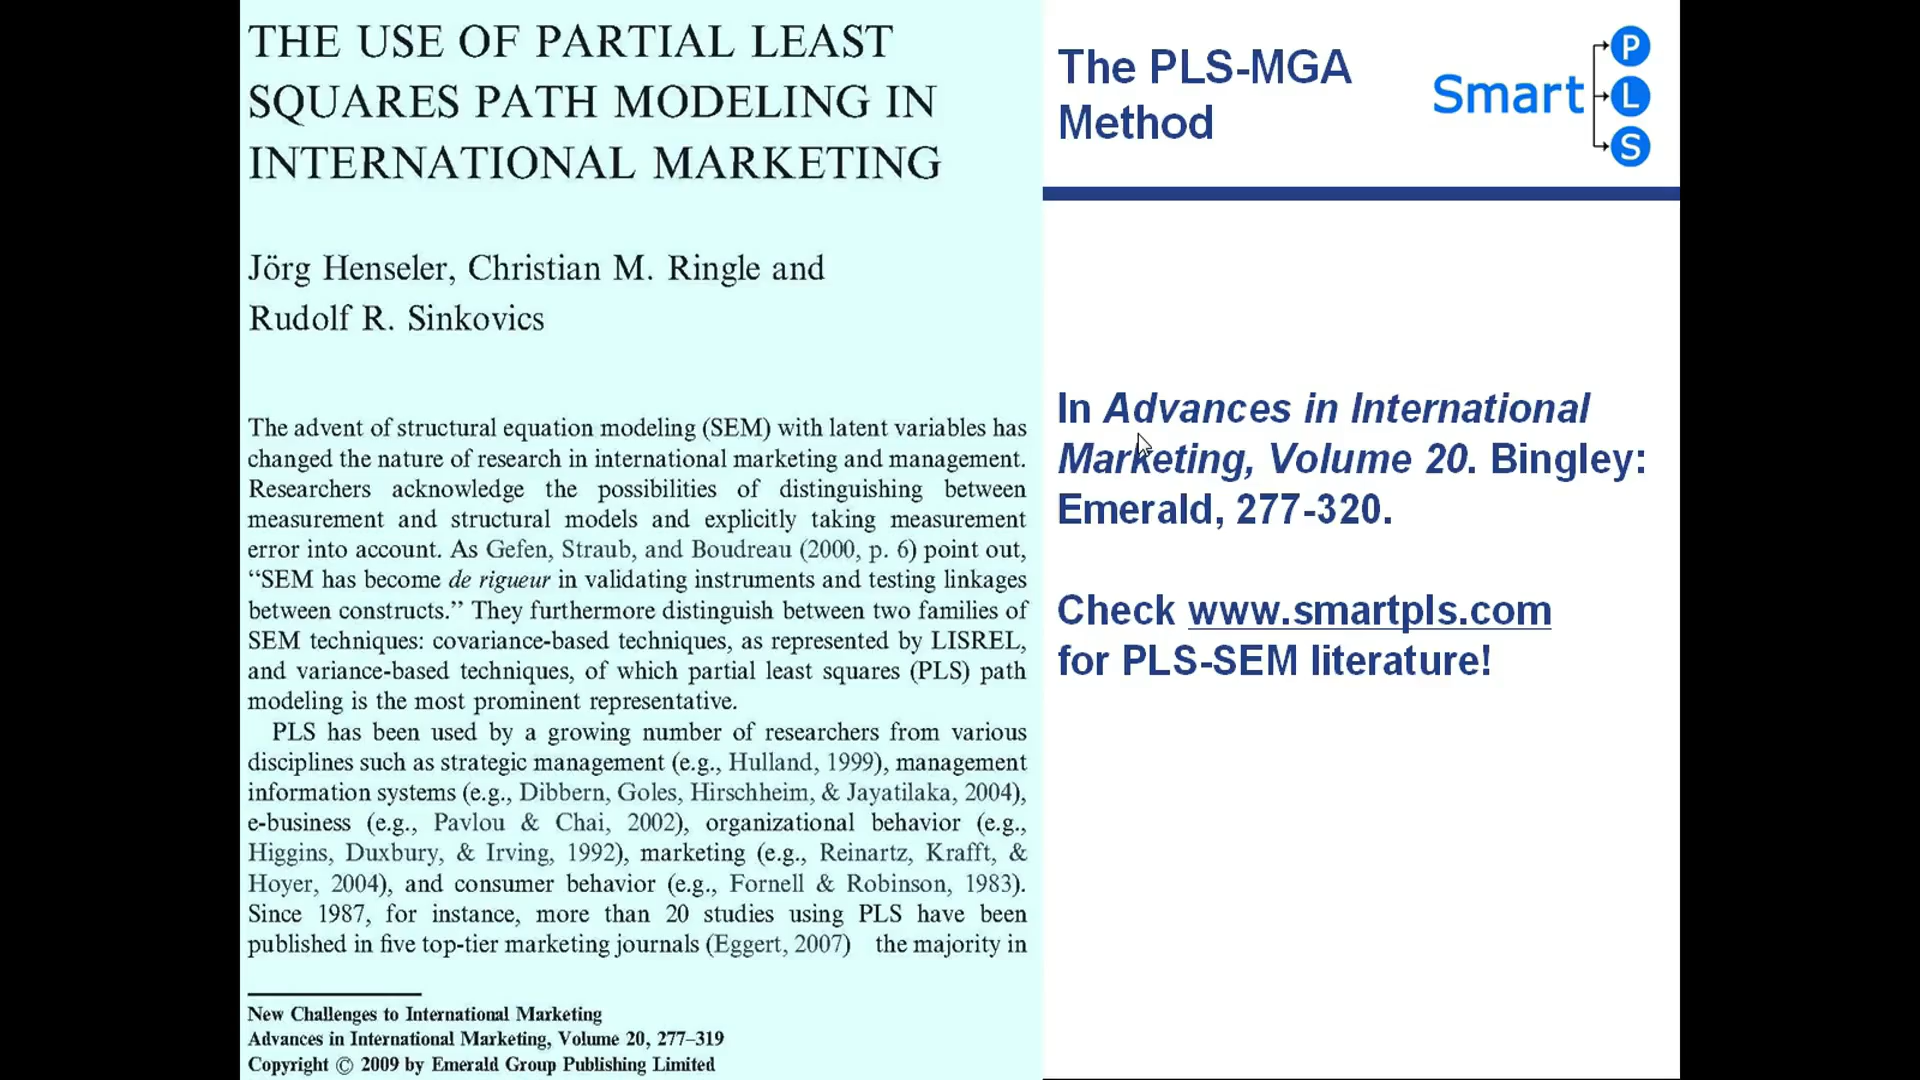 THE USE OF PARTIAL LEAST
SQUARES PATH MODELING IN
INTERNATIONAL MARKETING
Jörg Henseler, Christian M. Ringle and
Rudolf R. Sinkovics
The advent of structural equation modeling (SEM) with latent variables has
changed the nature of research in international marketing and management.
Researchers acknowledge the possibilities of distinguishing between
measurement and structural models and explicitly taking measurement
error into account. As Gefen, Straub, and Boudreau (2000, p. 6) point out,
“SEM has become de rigueur in validating instruments and testing linkages
between constructs.” They furthermore distinguish between two families of
SEM techniques: covariance-based techniques, as represented by LISREL,
and variance-based techniques, of which partial least squares (PLS) path
modeling is the most prominent representative.
PLS has been used by a growing number of researchers from various
disciplines such as strategic management (e.g., Hulland, 1999), management
information systems (e.g., Dibbern, Goles, Hirschheim, & Jayatilaka, 2004),
e-business (e.g., Pavlou & Chai, 2002), organizational behavior (e.g.,
Higgins, Duxbury, & Irving, 1992), marketing (e.g., Reinartz, Krafft, &
Hoyer, 2004), and consumer behavior (e.g., Fornell & Robinson, 1983).
Since 1987, for instance, more than 20 studies using PLS have been
published in five top-tier marketing journals (Eggert, 2007) the majority in
New Challenges to International Marketing
Advances in International Marketing, Volume 20, 277–319
Copyright © 2009 by Emerald Group Publishing Limited
The PLS-MGA
Method
Smart P L S
In Advances in International
Marketing, Volume 20. Bingley:
Emerald, 277-320.
Check www.smartpls.com
for PLS-SEM literature!